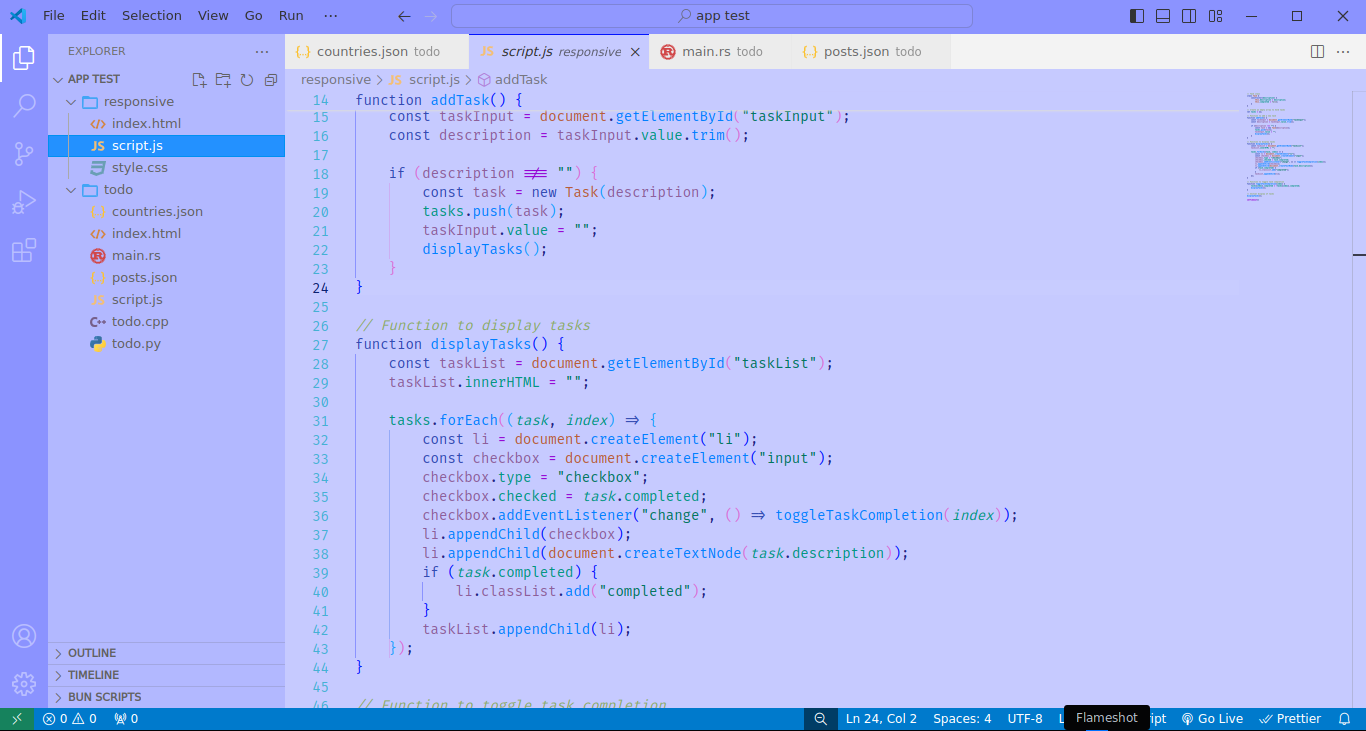 File Edit Selection View Go Run ··· app test
EXPLORER ···
APP TEST
responsive
index.html
script.js
style.css
todo
countries.json
index.html
main.rs
posts.json
script.js
todo.cpp
todo.py
OUTLINE
TIMELINE
BUN SCRIPTS
countries.json todo script.js responsive main.rs todo posts.json todo ···
responsive > script.js > addTask
14 function addTask() {
15 const taskInput = document.getElementById("taskInput");
16 const description = taskInput.value.trim();
17
18 if (description !== "") {
19 const task = new Task(description);
20 tasks.push(task);
21 taskInput.value = "";
22 displayTasks();
23 }
24 }
25
26 // Function to display tasks
27 function displayTasks() {
28 const taskList = document.getElementById("taskList");
29 taskList.innerHTML = "";
30
31 tasks.forEach((task, index) => {
32 const li = document.createElement("li");
33 const checkbox = document.createElement("input");
34 checkbox.type = "checkbox";
35 checkbox.checked = task.completed;
36 checkbox.addEventListener("change", () => toggleTaskCompletion(index));
37 li.appendChild(checkbox);
38 li.appendChild(document.createTextNode(task.description));
39 if (task.completed) {
40 li.classList.add("completed");
41 }
42 taskList.appendChild(li);
43 });
44 }
45
46 // Function to toggle task completion
0 0 0 Ln 24, Col 2 Spaces: 4 UTF-8 Flameshot Go Live Prettier